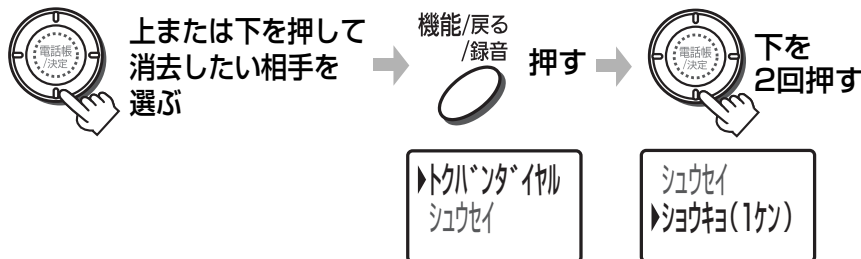 電話帳
/決定
上または下を押して
消去したい相手を
選ぶ
機能/戻る
/録音
押す
電話帳
/決定
下を
2回押す
▶トクバンダイヤル
シュウセイ
シュウセイ
▶ショウキョ(1ケン)